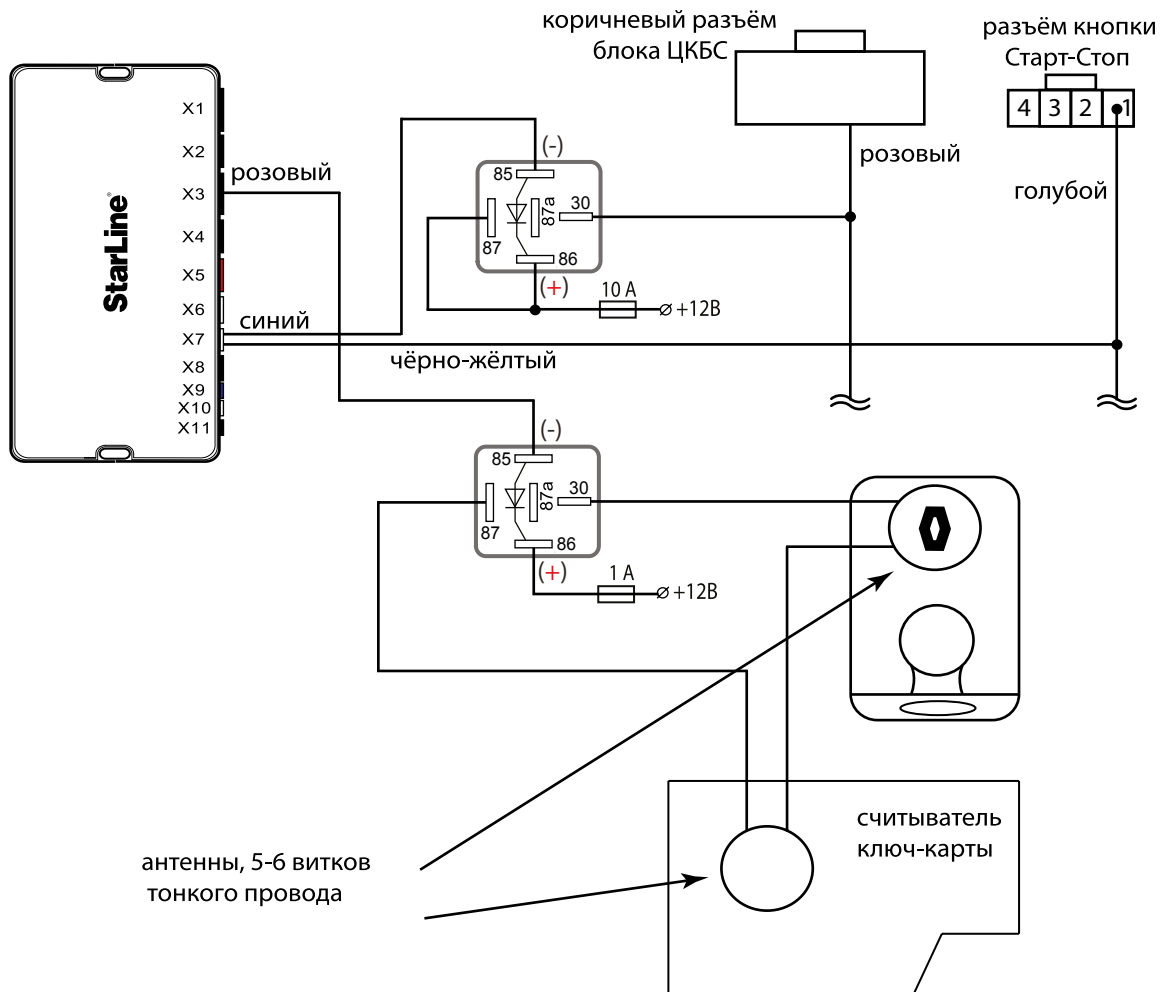 коричневый разъём
блока ЦКБС
разъём кнопки
Старт-Стоп
4 3 2 1
розовый
голубой
StarLine®
X1
X2
X3
X4
X5
X6
X7
X8
X9
X10
X11
розовый
синий
чёрно-жёлтый
(-)
85
30
87a
87
86
(+)
10 А
+12В
(-)
85
30
87a
87
86
(+)
1 А
+12В
считыватель
ключ-карты
антенны, 5-6 витков
тонкого провода